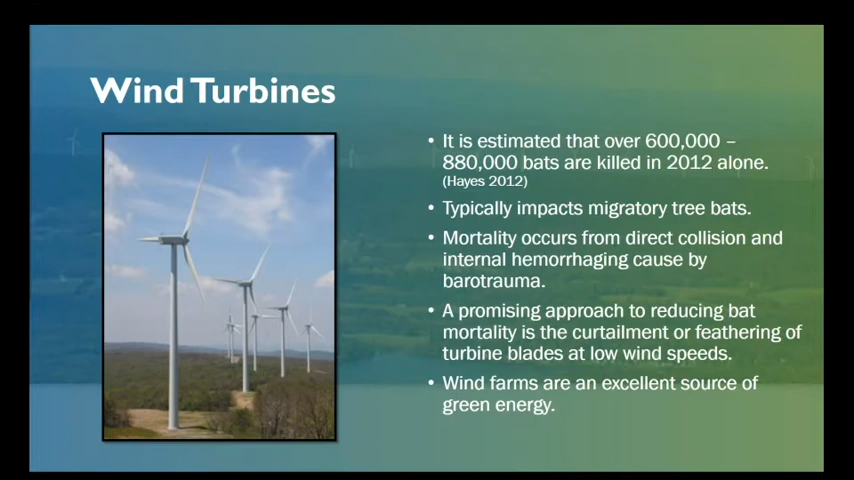 Wind Turbines
• It is estimated that over 600,000 –
880,000 bats are killed in 2012 alone.
(Hayes 2012)
• Typically impacts migratory tree bats.
• Mortality occurs from direct collision and
internal hemorrhaging cause by
barotrauma.
• A promising approach to reducing bat
mortality is the curtailment or feathering of
turbine blades at low wind speeds.
• Wind farms are an excellent source of
green energy.